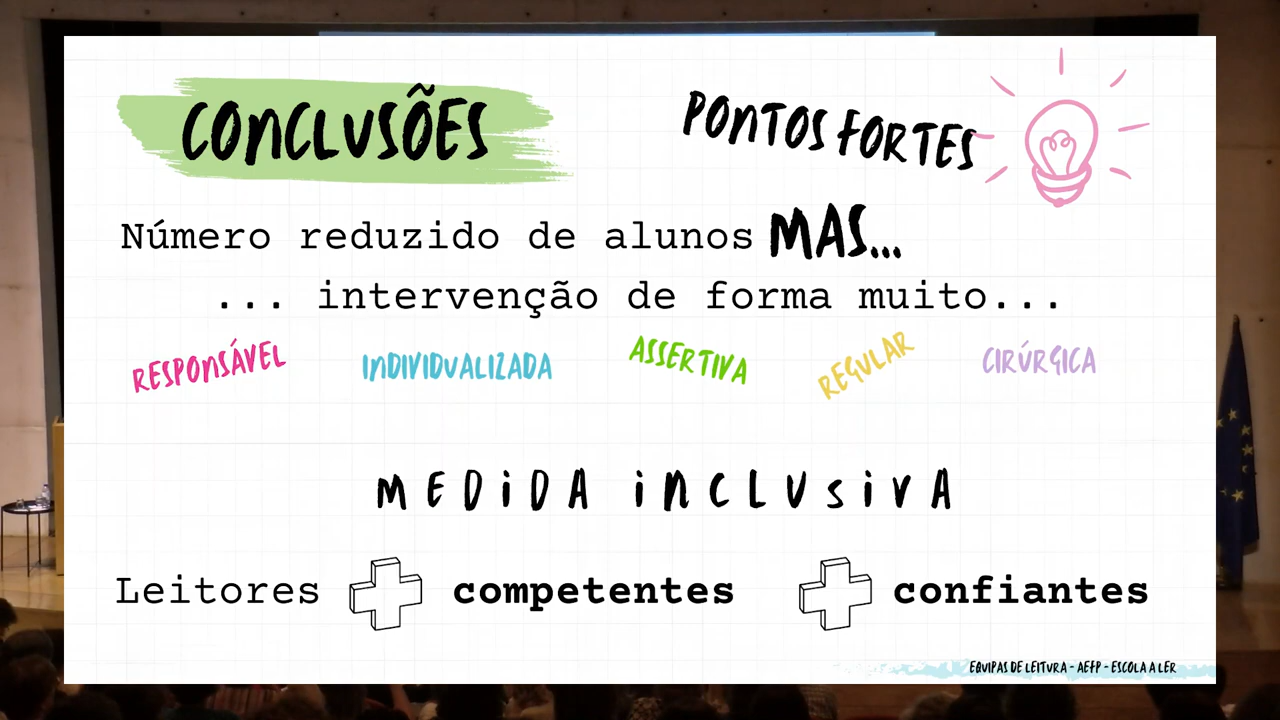 CONCLUSÕES
PONTOS FORTES
Número reduzido de alunos MAS...
... intervenção de forma muito...
RESPONSÁVEL INDIVIDUALIZADA ASSERTIVA REGULAR CIRÚRGICA
MEDIDA INCLUSIVA
Leitores + competentes + confiantes
EQUIPAS DE LEITURA - AEFP - ESCOLA A LER